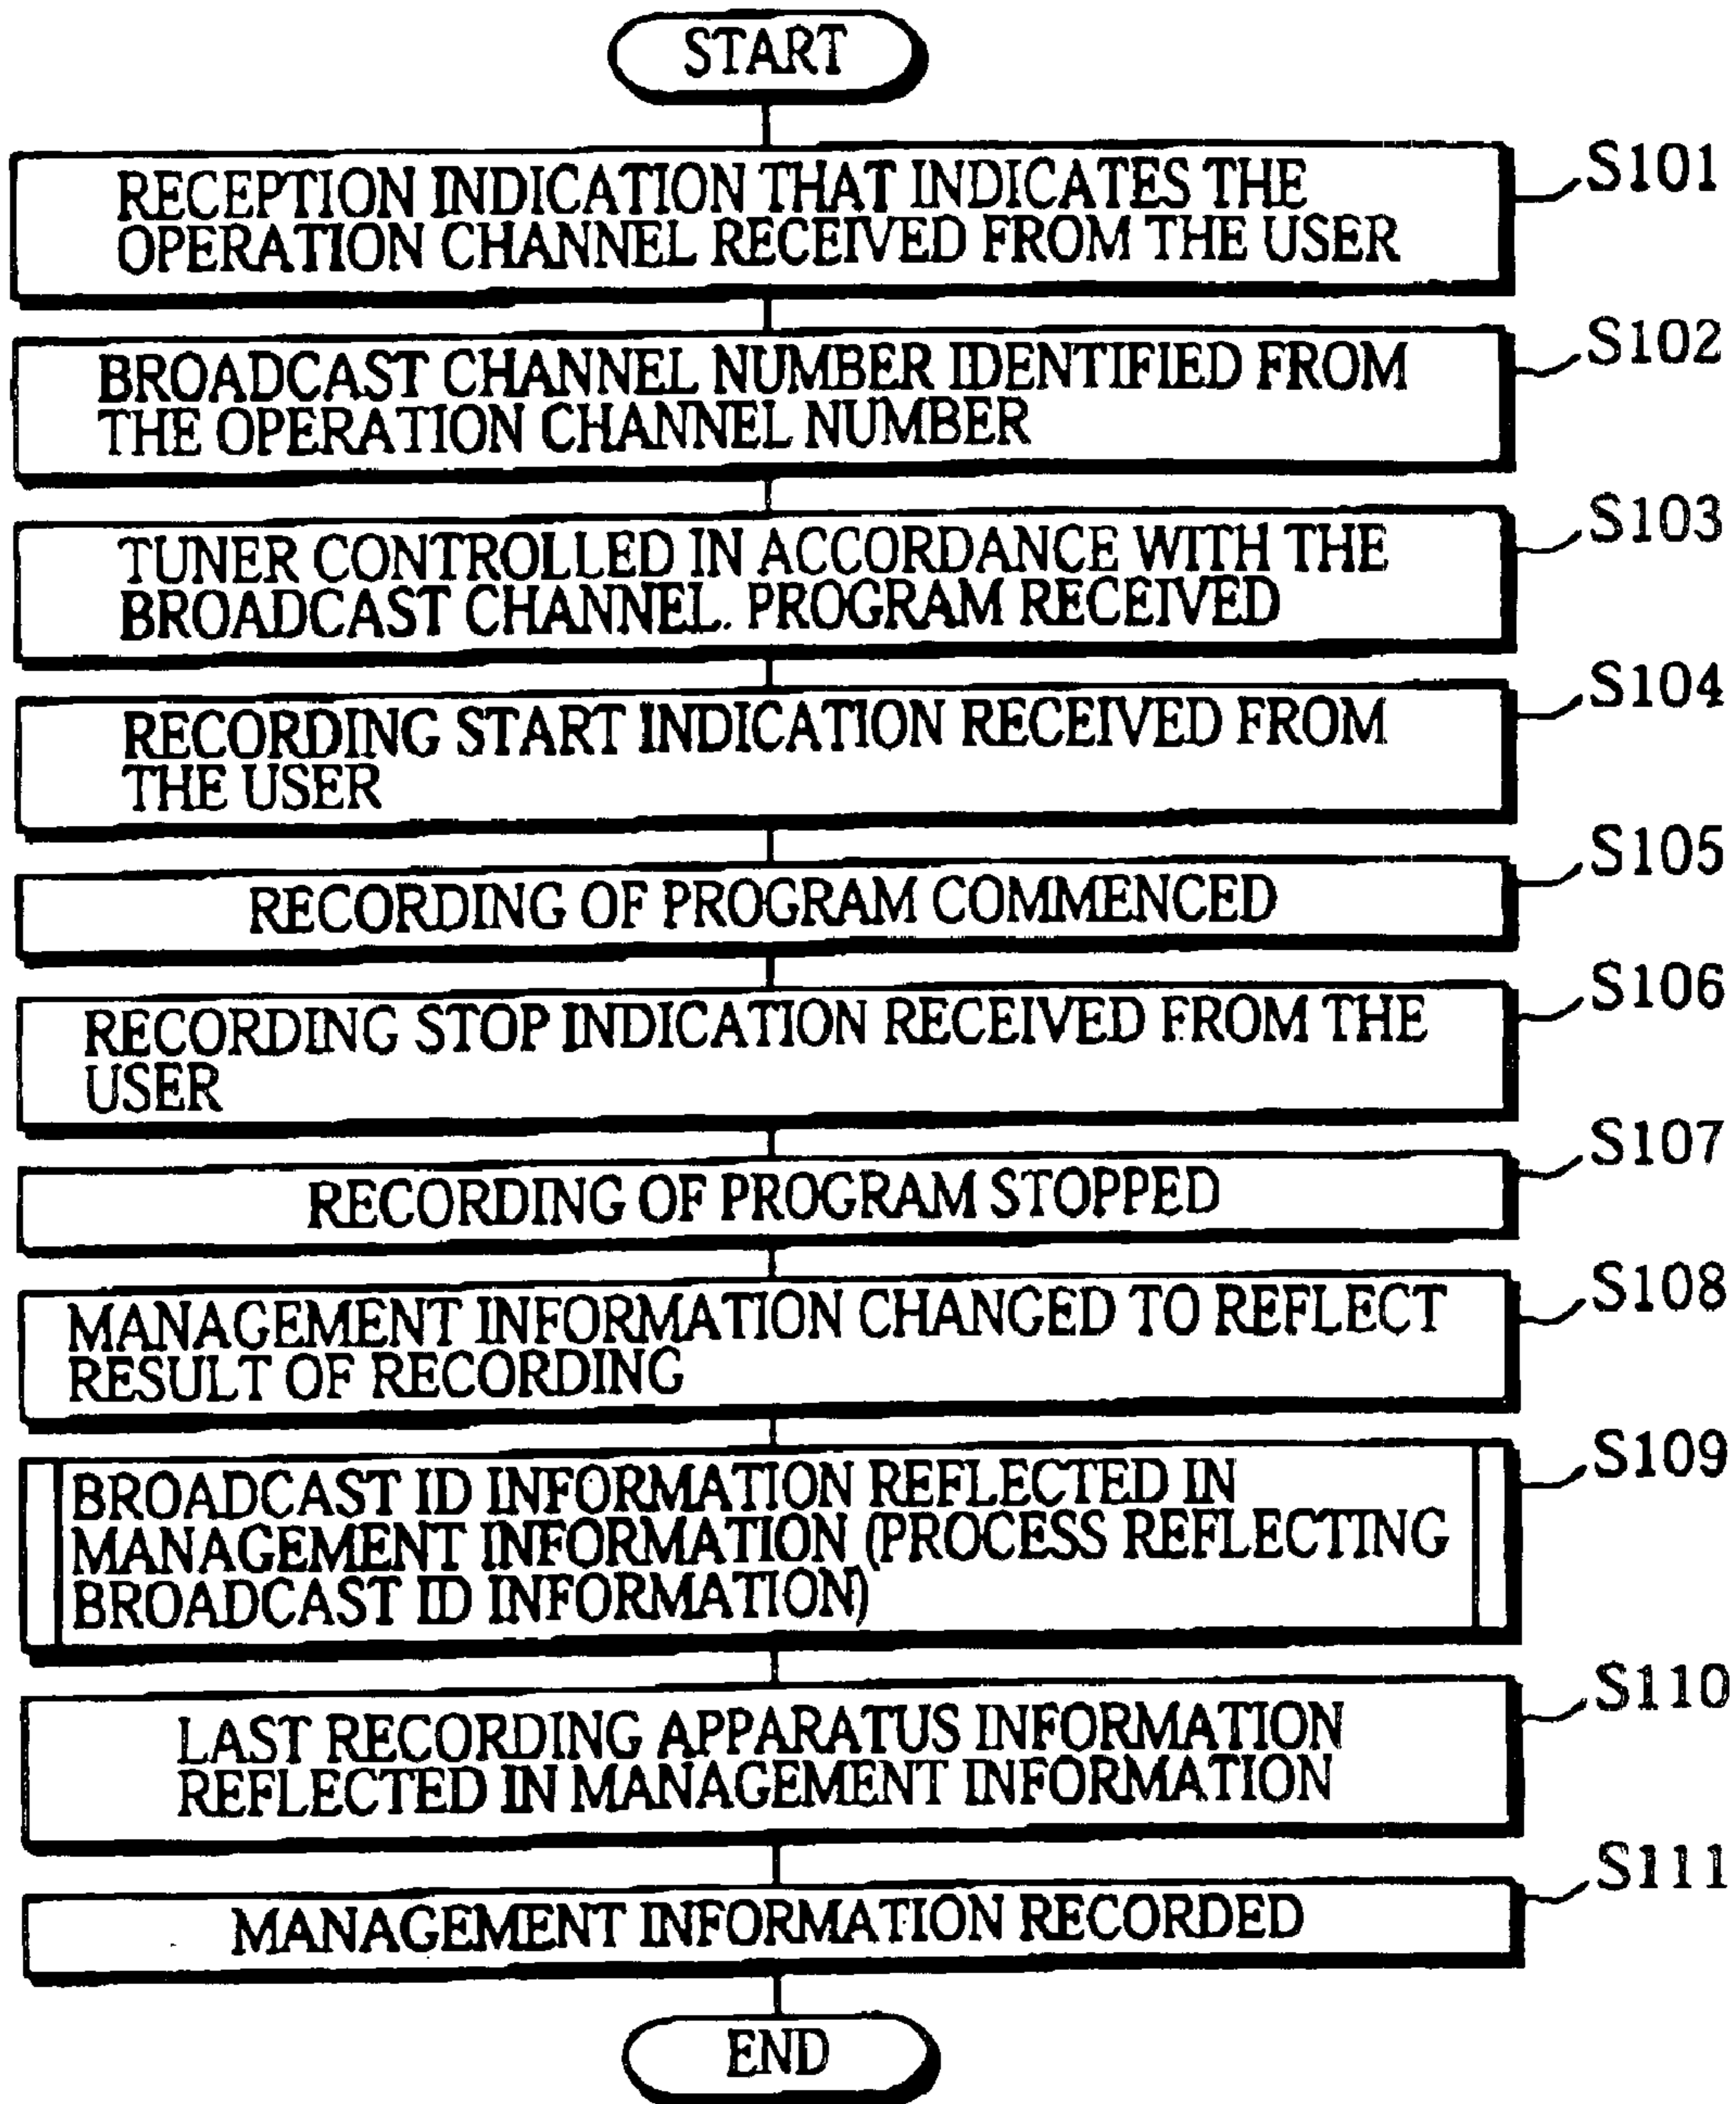 START
S101
RECEPTION INDICATION THAT INDICATES THE
OPERATION CHANNEL RECEIVED FROM THE USER
S102
BROADCAST CHANNEL NUMBER IDENTIFIED FROM
THE OPERATION CHANNEL NUMBER
S103
TUNER CONTROLLED IN ACCORDANCE WITH THE
BROADCAST CHANNEL. PROGRAM RECEIVED
S104
RECORDING START INDICATION RECEIVED FROM
THE USER
S105
RECORDING OF PROGRAM COMMENCED
S106
RECORDING STOP INDICATION RECEIVED FROM THE
USER
S107
RECORDING OF PROGRAM STOPPED
S108
MANAGEMENT INFORMATION CHANGED TO REFLECT
RESULT OF RECORDING
S109
BROADCAST ID INFORMATION REFLECTED IN
MANAGEMENT INFORMATION (PROCESS REFLECTING
BROADCAST ID INFORMATION)
S110
LAST RECORDING APPARATUS INFORMATION
REFLECTED IN MANAGEMENT INFORMATION
S111
MANAGEMENT INFORMATION RECORDED
END